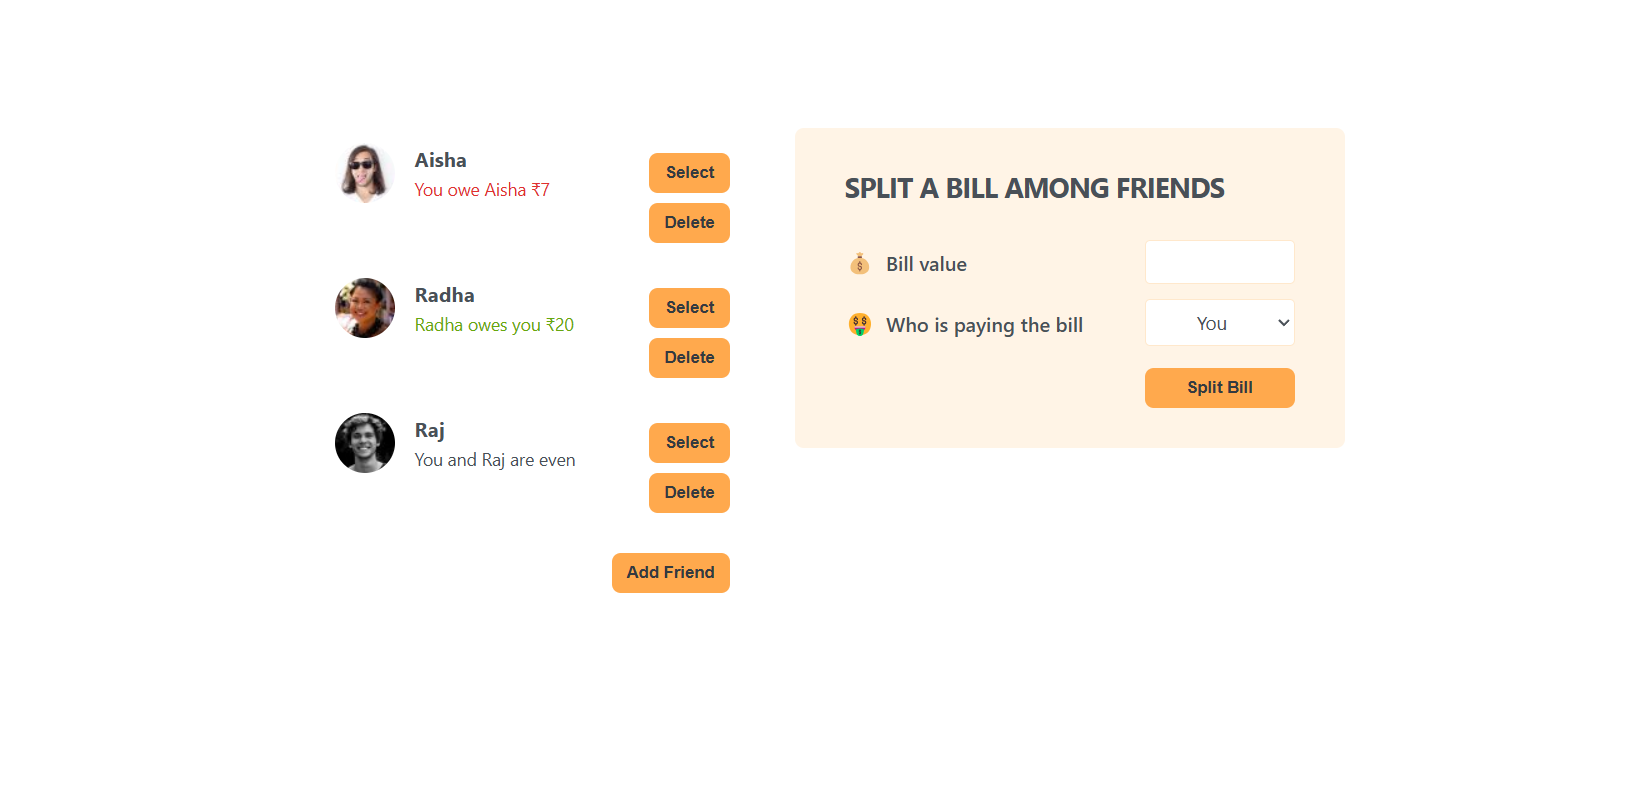 Aisha
You owe Aisha ₹7
Select
Delete
Radha
Radha owes you ₹20
Select
Delete
Raj
You and Raj are even
Select
Delete
Add Friend
SPLIT A BILL AMONG FRIENDS
💰 Bill value
🤑 Who is paying the bill
You
Split Bill